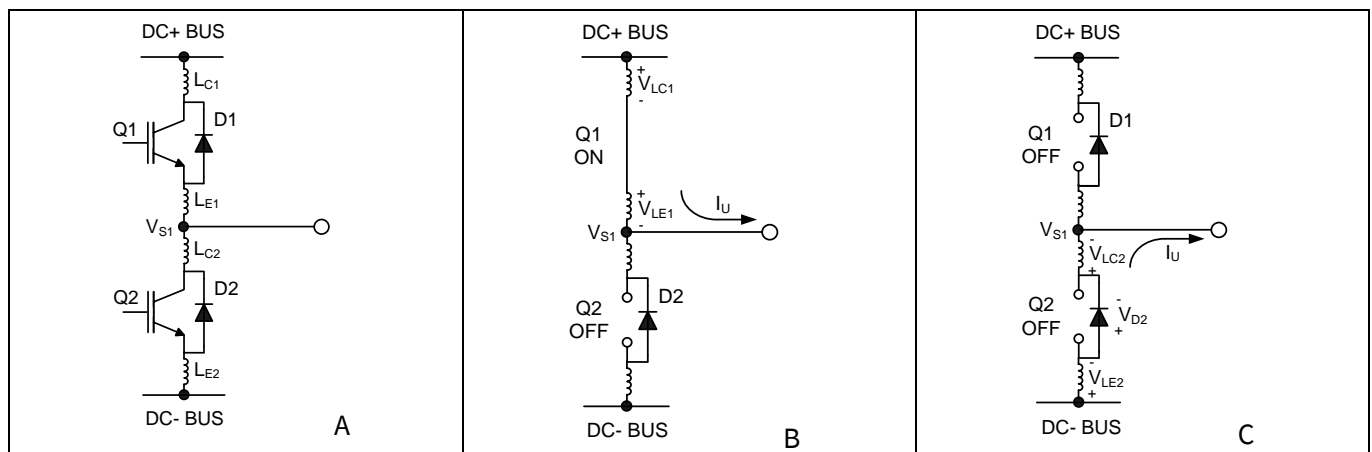 DC+ BUS
LC1
D1
Q1
LE1
VS1
LC2
D2
Q2
LE2
DC- BUS
A
DC+ BUS
+
VLC1
-
Q1
ON
+
VLE1
-
IU
VS1
D2
Q2
OFF
DC- BUS
B
DC+ BUS
D1
Q1
OFF
VS1
-
VLC2
+
IU
Q2
OFF
-
VD2
+
-
VLE2
+
DC- BUS
C